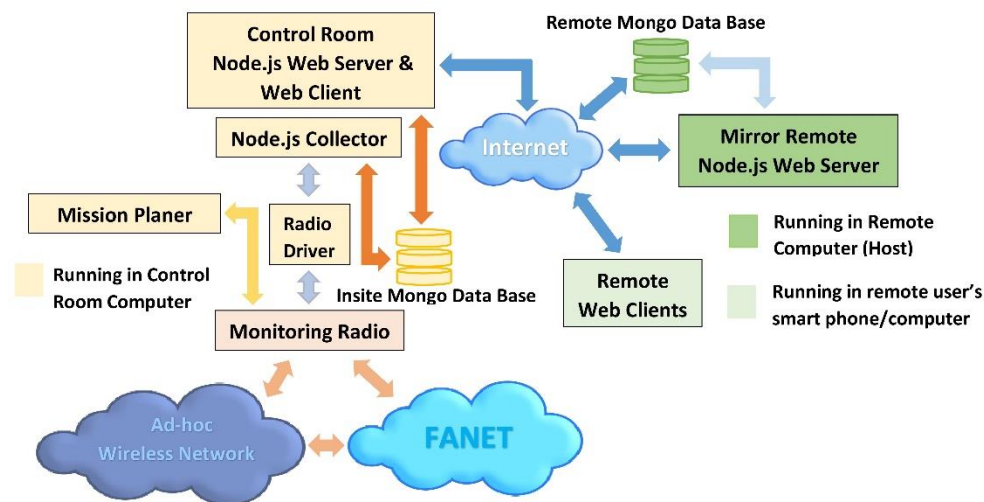 Control Room
Node.js Web Server &
Web Client
Remote Mongo Data Base
Internet
Node.js Collector
Mirror Remote
Node.js Web Server
Mission Planer
Radio
Driver
Running in Control
Room Computer
Insite Mongo Data Base
Running in Remote
Computer (Host)
Remote
Web Clients
Running in remote user's
smart phone/computer
Monitoring Radio
Ad-hoc
Wireless Network
FANET